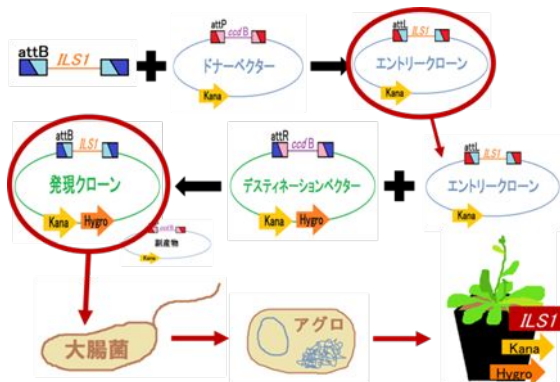 attB
ILS1
attP
ccdB
ドナーベクター
Kana
attL
ILS1
エントリークローン
Kana
attB
ILS1
発現クローン
Kana
Hygro
ccdB
副産物
Kana
attR
ccdB
デスティネーションベクター
Kana
Hygro
attL
ILS1
エントリークローン
Kana
大腸菌
アグロ
ILS1
Kana
Hygro